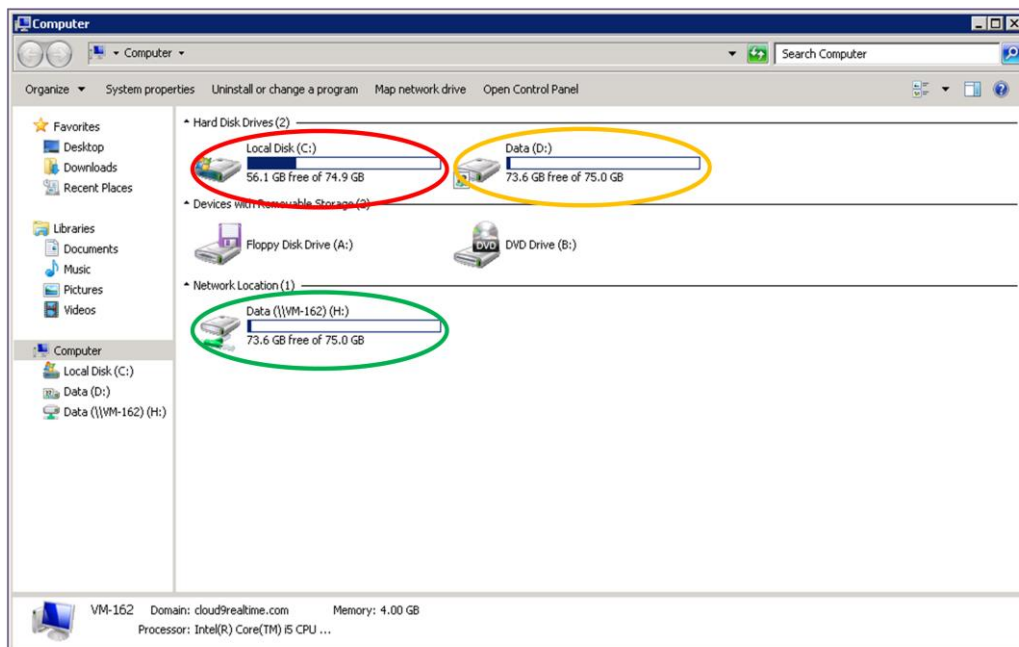 Computer
Computer
Search Computer
Organize System properties Uninstall or change a program Map network drive Open Control Panel
Favorites
Desktop
Downloads
Recent Places
Libraries
Documents
Music
Pictures
Videos
Computer
Local Disk (C:)
Data (D:)
Data (\\VM-162) (H:)
Hard Disk Drives (2)
Local Disk (C:)
56.1 GB free of 74.9 GB
Data (D:)
73.6 GB free of 75.0 GB
Devices with Removable Storage (2)
Floppy Disk Drive (A:)
DVD
DVD Drive (B:)
Network Location (1)
Data (\\VM-162) (H:)
73.6 GB free of 75.0 GB
VM-162 Domain: cloud9realtime.com Memory: 4.00 GB
Processor: Intel(R) Core(TM) i5 CPU ...